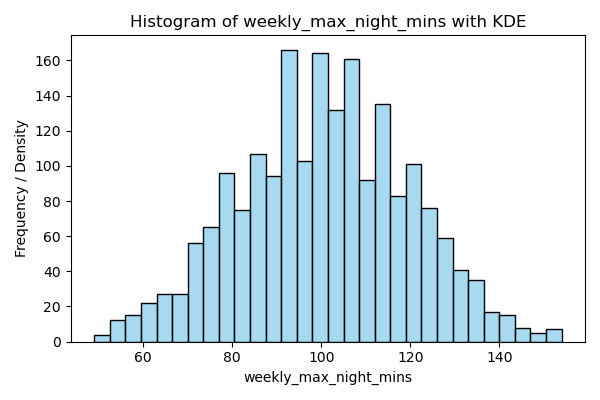 Histogram of weekly_max_night_mins with KDE
160
140
120
100
80
60
40
20
0
Frequency / Density
60 80 100 120 140
weekly_max_night_mins